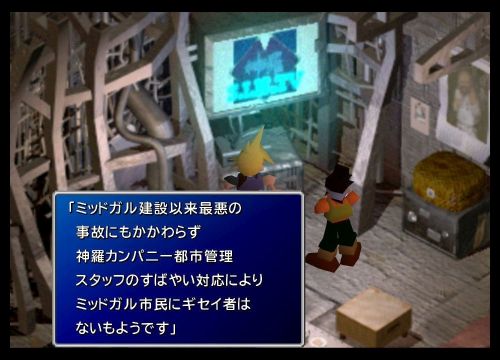 「ミッドガル建設以来最悪の
事故にもかかわらず
神羅カンパニー都市管理
スタッフのすばやい対応により
ミッドガル市民にギセイ者は
ないもようです」